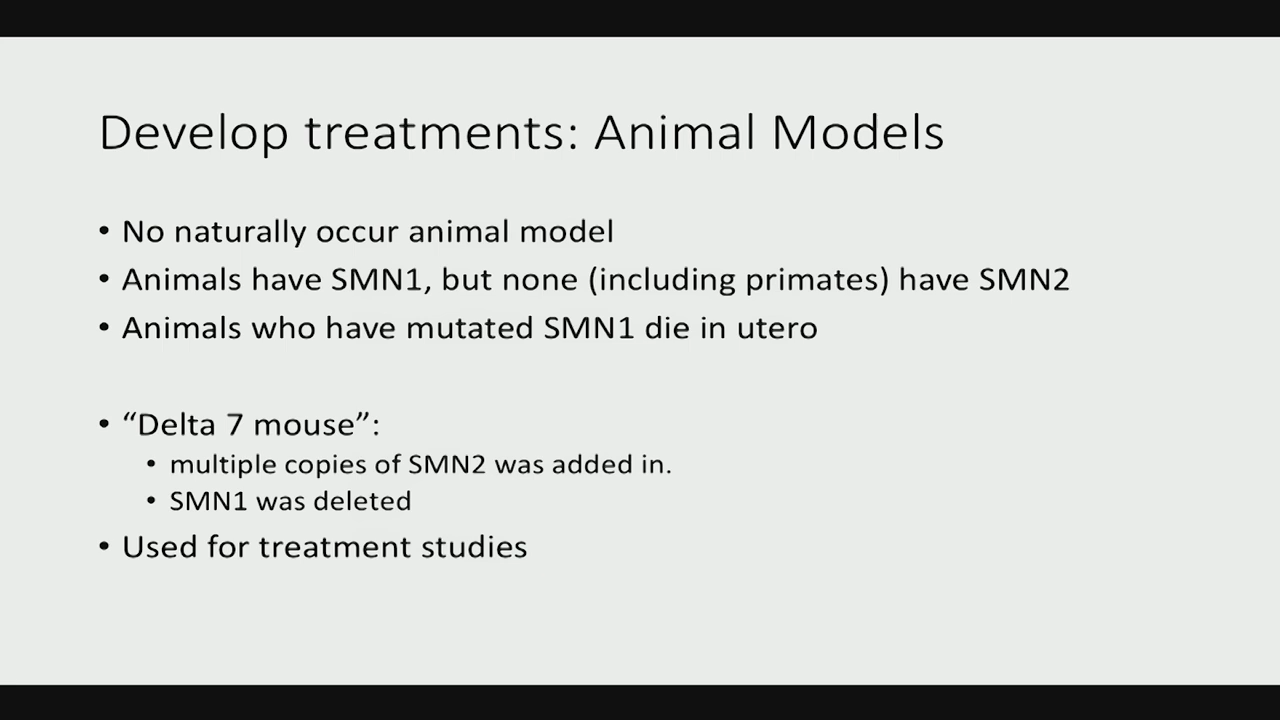 Develop treatments: Animal Models
• No naturally occur animal model
• Animals have SMN1, but none (including primates) have SMN2
• Animals who have mutated SMN1 die in utero
• “Delta 7 mouse”:
• multiple copies of SMN2 was added in.
• SMN1 was deleted
• Used for treatment studies